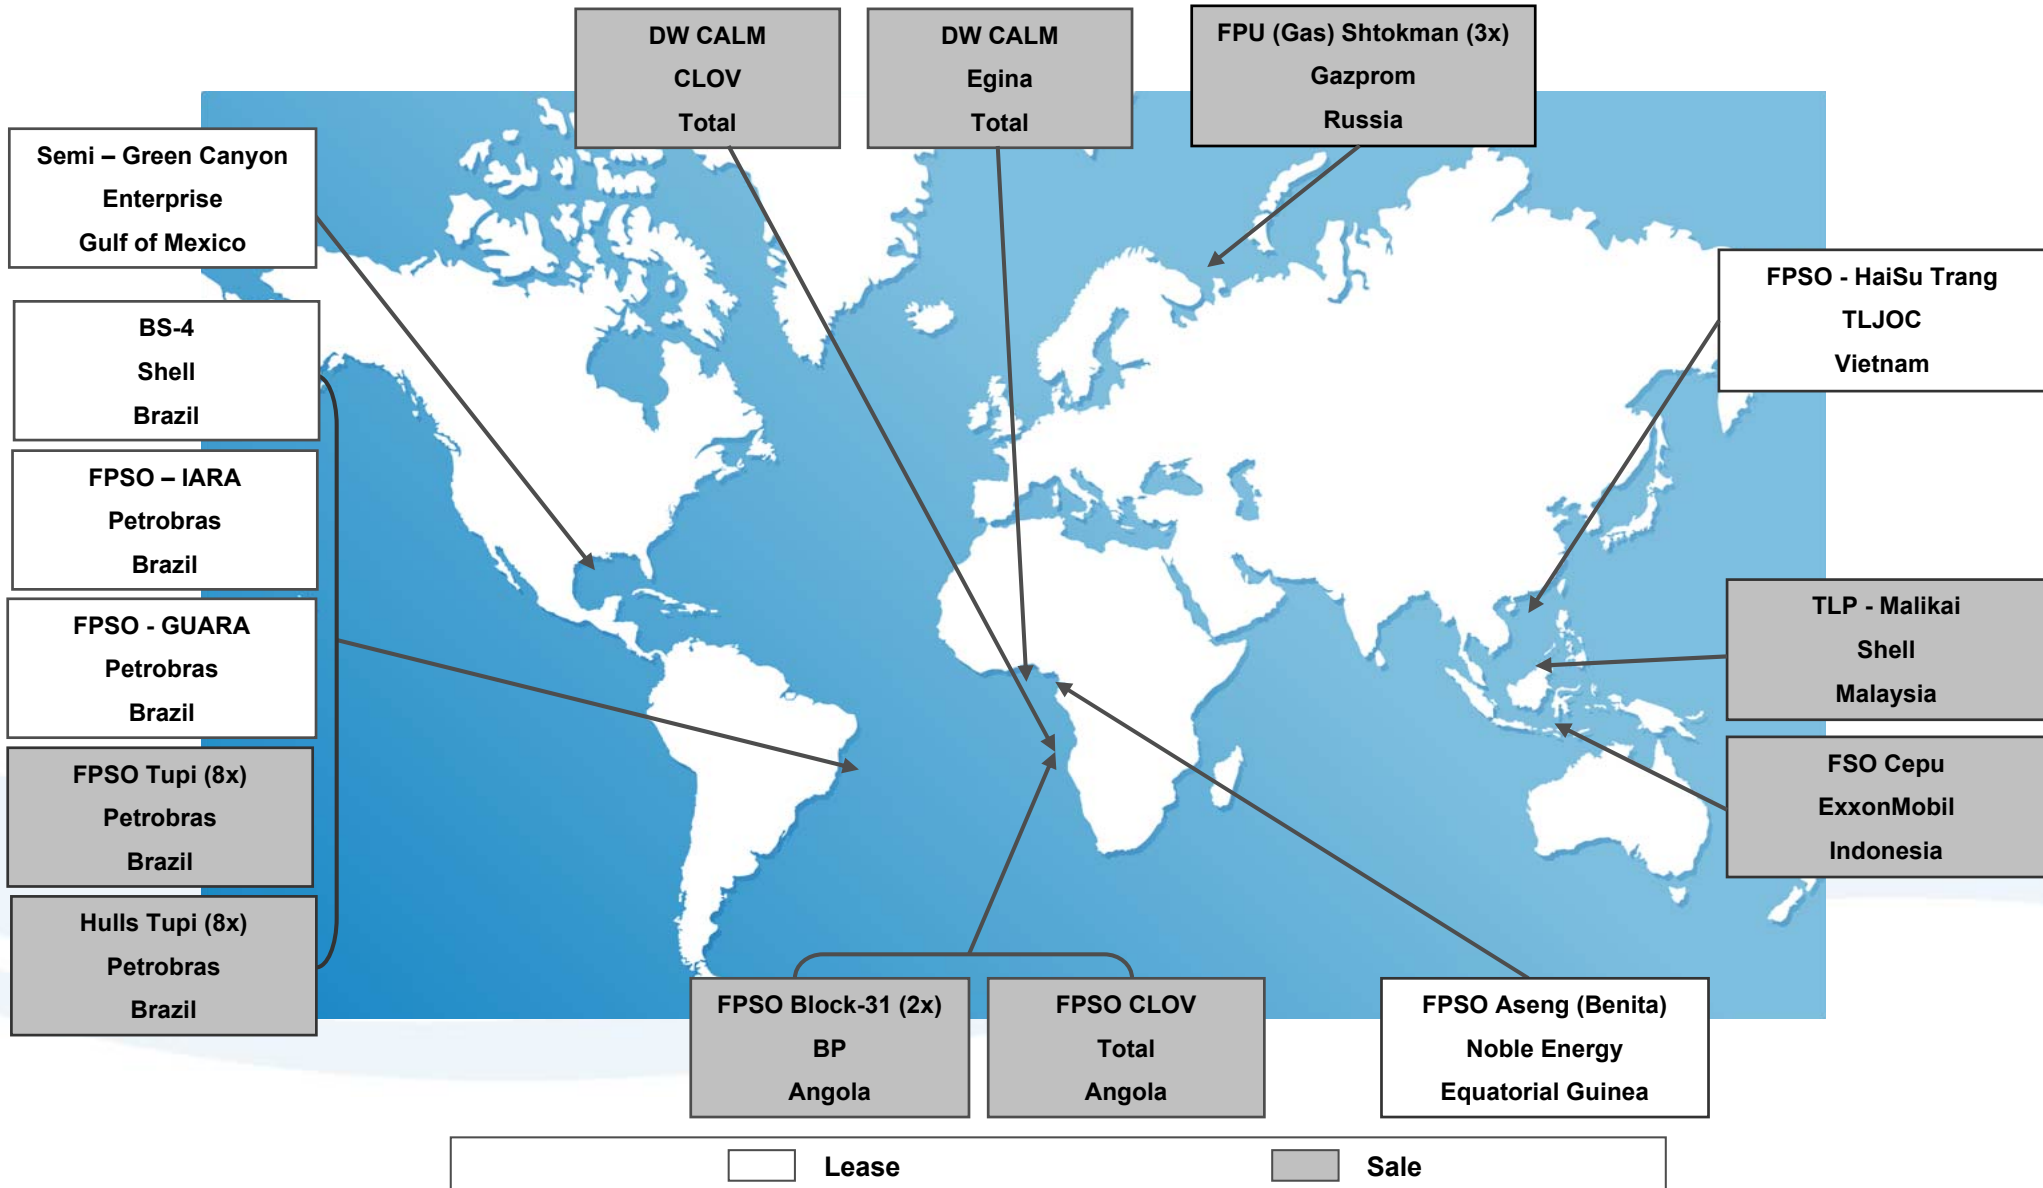 DW CALM
CLOV
Total
DW CALM
Egina
Total
FPU (Gas) Shtokman (3x)
Gazprom
Russia
Semi – Green Canyon
Enterprise
Gulf of Mexico
BS-4
Shell
Brazil
FPSO – IARA
Petrobras
Brazil
FPSO - GUARA
Petrobras
Brazil
FPSO Tupi (8x)
Petrobras
Brazil
Hulls Tupi (8x)
Petrobras
Brazil
FPSO - HaiSu Trang
TLJOC
Vietnam
TLP - Malikai
Shell
Malaysia
FSO Cepu
ExxonMobil
Indonesia
FPSO Block-31 (2x)
BP
Angola
FPSO CLOV
Total
Angola
FPSO Aseng (Benita)
Noble Energy
Equatorial Guinea
Lease
Sale